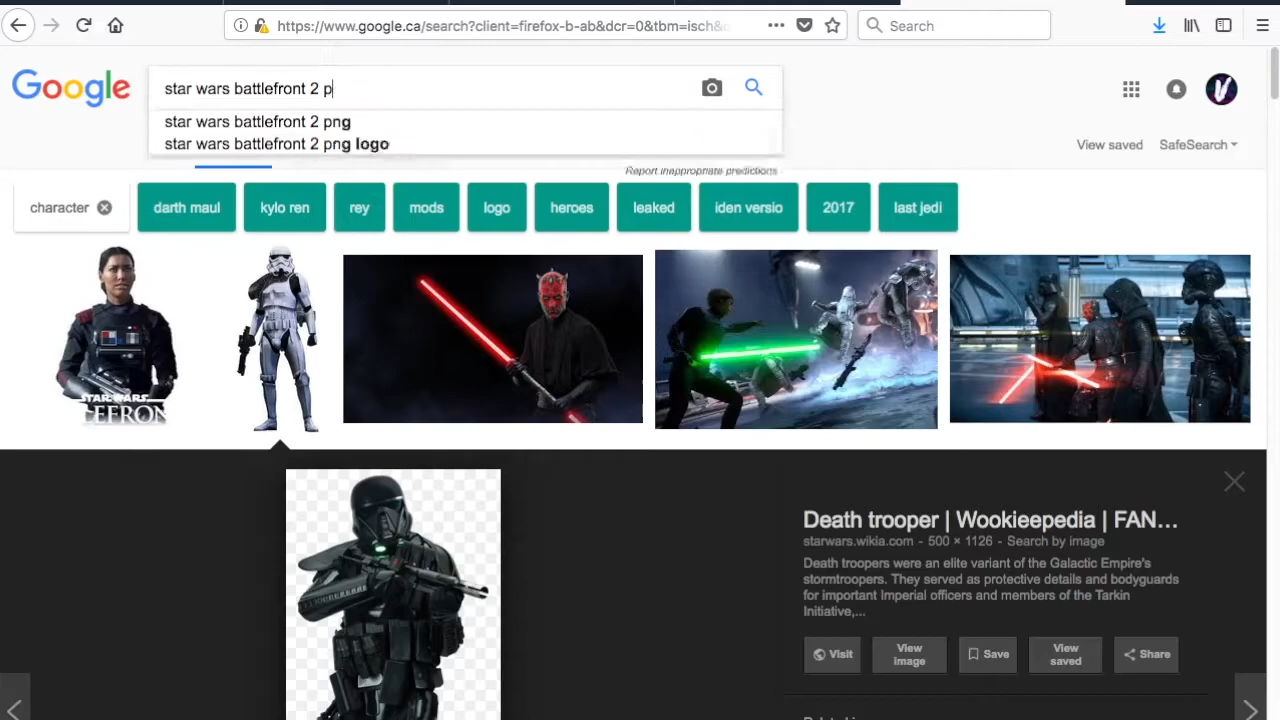 https://www.google.ca/search?client=firefox-b-ab&dcr=0&tbm=isch&
Search
Google
star wars battlefront 2 p
star wars battlefront 2 png
star wars battlefront 2 png logo
View saved
SafeSearch
Report inappropriate predictions
character
darth maul
kylo ren
rey
mods
logo
heroes
leaked
iden versio
2017
last jedi
STAR WARS
Death trooper | Wookieepedia | FAN...
starwars.wikia.com - 500 × 1126 - Search by image
Death troopers were an elite variant of the Galactic Empire's
stormtroopers. They served as protective details and bodyguards
for important Imperial officers and members of the Tarkin
Initiative,...
Visit
View
image
Save
View
saved
Share